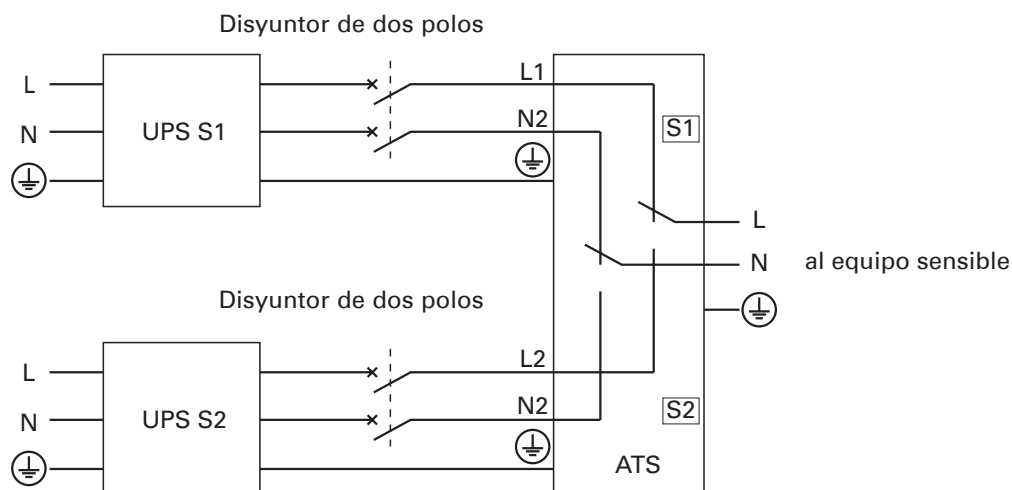 Disyuntor de dos polos
L
L1
N
UPS S1
N2
S1
L
N
al equipo sensible
Disyuntor de dos polos
L
L2
N
UPS S2
N2
S2
ATS